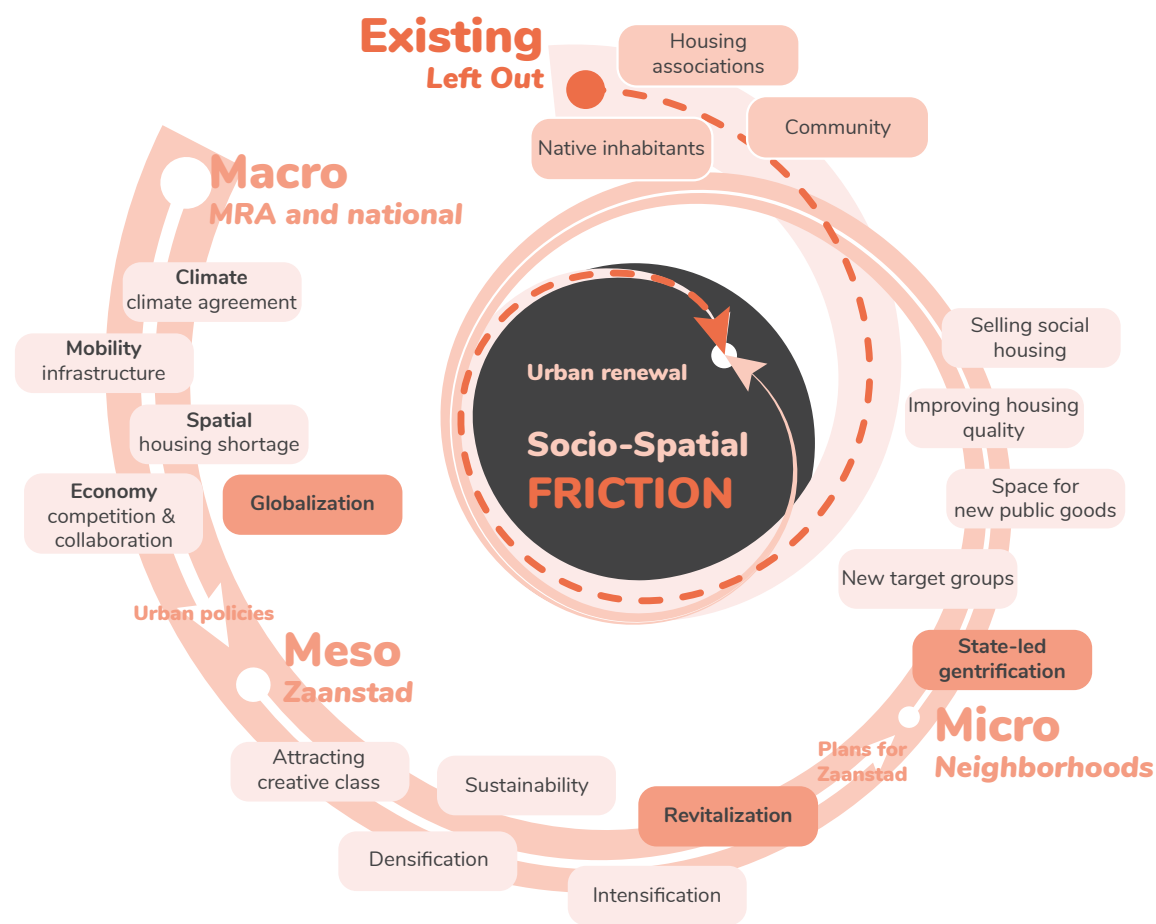 Existing
Left Out
Housing
associations
Community
Native inhabitants
Macro
MRA and national
Climate
climate agreement
Mobility
infrastructure
Spatial
housing shortage
Economy
competition &
collaboration
Globalization
Urban policies
Meso
Zaanstad
Attracting
creative class
Sustainability
Densification
Revitalization
Intensification
Plans for
Zaanstad
Micro
Neighborhoods
State-led
gentrification
New target groups
Space for
new public goods
Improving housing
quality
Selling social
housing
Urban renewal
Socio-Spatial
FRICTION